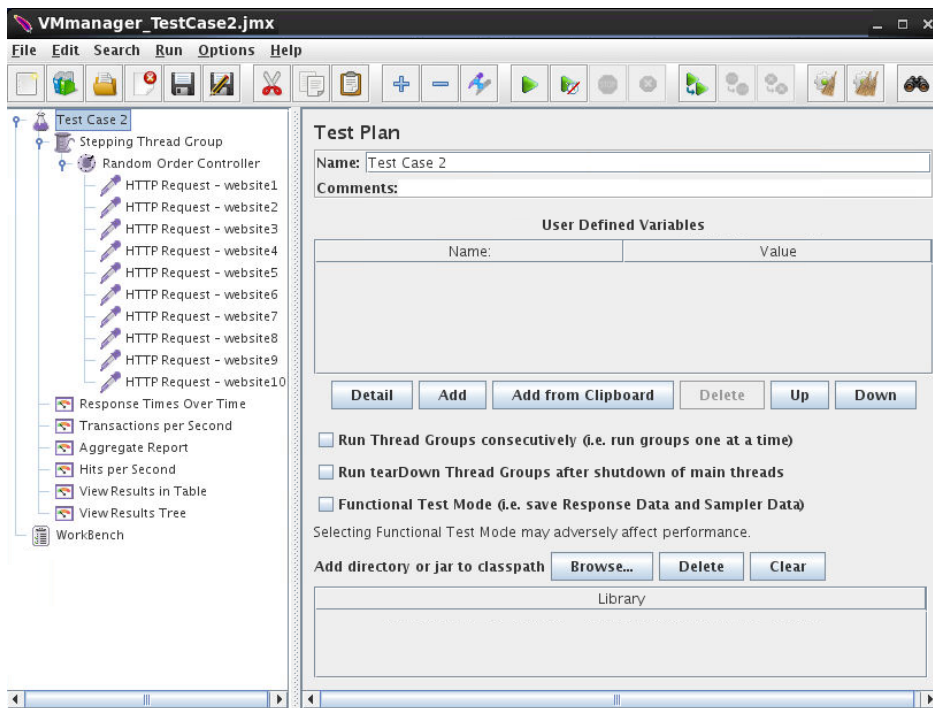 VMmanager_TestCase2.jmx
File Edit Search Run Options Help
Test Case 2
Stepping Thread Group
Random Order Controller
HTTP Request - website1
HTTP Request - website2
HTTP Request - website3
HTTP Request - website4
HTTP Request - website5
HTTP Request - website6
HTTP Request - website7
HTTP Request - website8
HTTP Request - website9
HTTP Request - website10
Response Times Over Time
Transactions per Second
Aggregate Report
Hits per Second
View Results in Table
View Results Tree
WorkBench
Test Plan
Name: Test Case 2
Comments:
User Defined Variables
Name: Value
Detail Add Add from Clipboard Delete Up Down
Run Thread Groups consecutively (i.e. run groups one at a time)
Run tearDown Thread Groups after shutdown of main threads
Functional Test Mode (i.e. save Response Data and Sampler Data)
Selecting Functional Test Mode may adversely affect performance.
Add directory or jar to classpath Browse... Delete Clear
Library